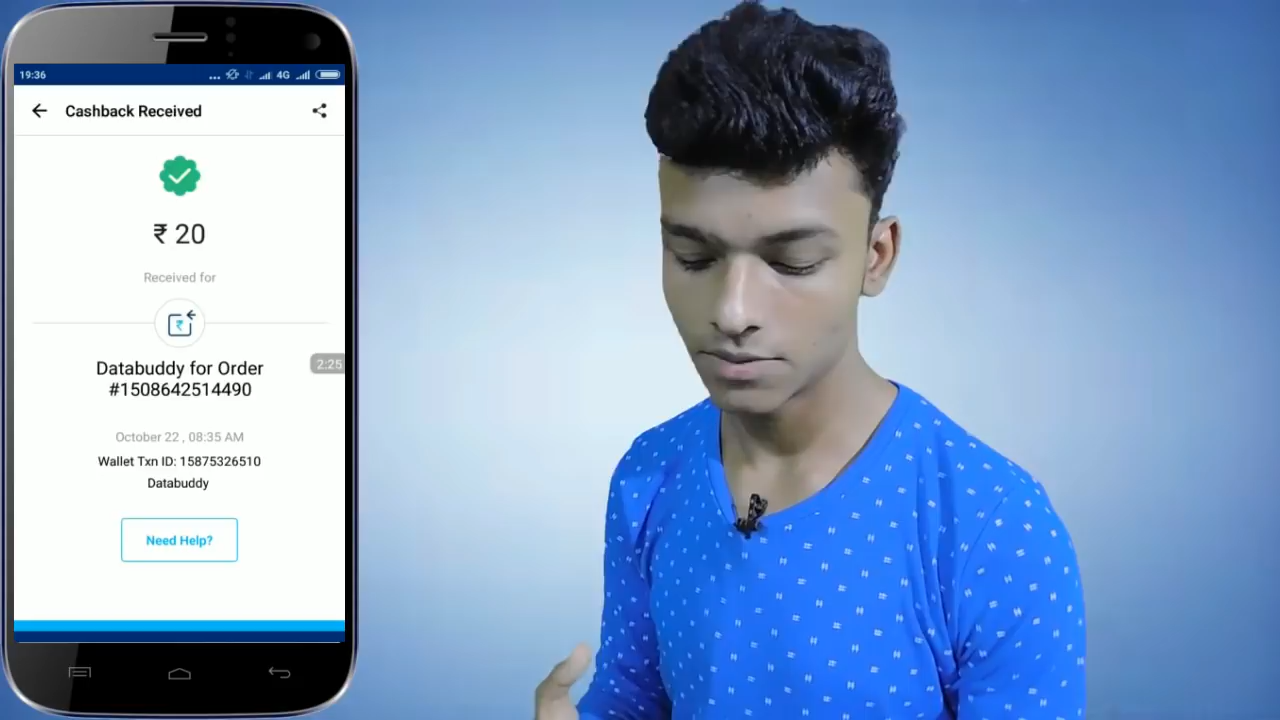 19:36
4G
Cashback Received
₹ 20
Received for
₹
2:25
Databuddy for Order
#1508642514490
October 22 , 08:35 AM
Wallet Txn ID: 15875326510
Databuddy
Need Help?